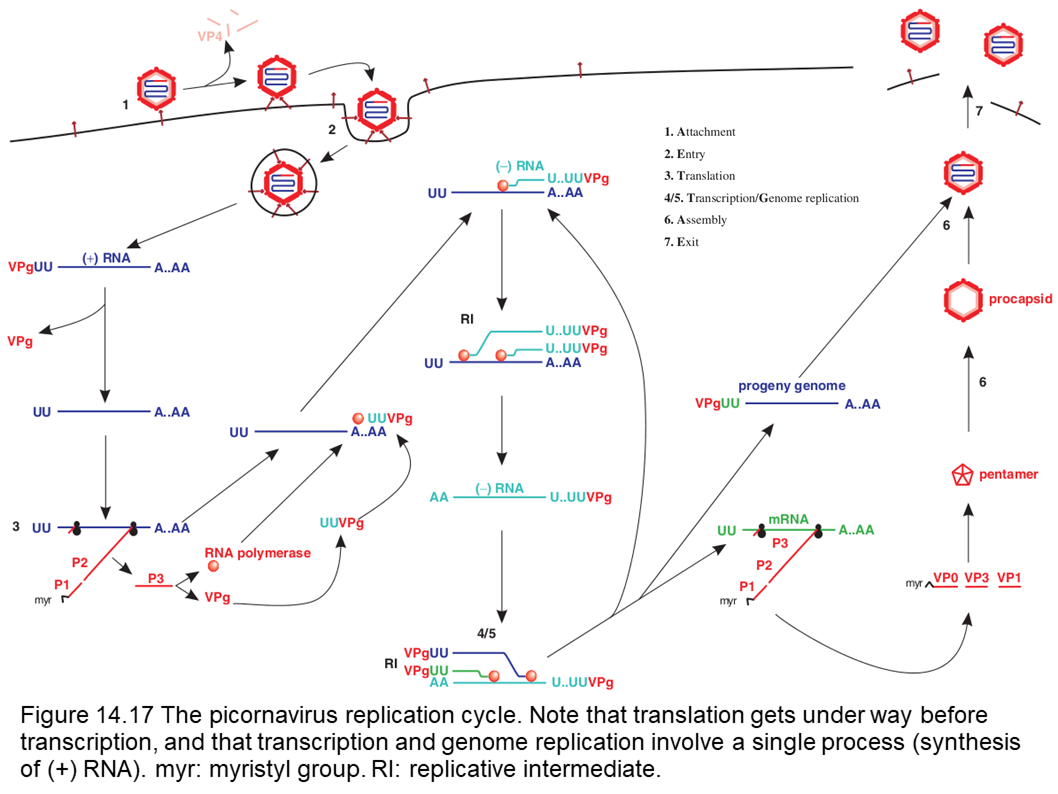 VP4
1
2
1. Attachment
2. Entry
3. Translation
4/5. Transcription/Genome replication
6. Assembly
7. Exit
7
(–) RNA
U..UUVPg
UU A..AA
6
(+) RNA
VPgUU A..AA
VPg
procapsid
RI
U..UUVPg
U..UUVPg
UU A..AA
6
progeny genome
VPgUU A..AA
UU A..AA
UUVPg
UU A..AA
pentamer
(–) RNA
AA U..UUVPg
3 UU A..AA
UUVPg
mRNA
UU A..AA
P3
P2
P1
myr
RNA polymerase
P3
VPg
P2
P1
myr
myr VP0 VP3 VP1
4/5
RI
VPgUU
VPgUU
AA U..UUVPg
Figure 14.17 The picornavirus replication cycle. Note that translation gets under way before
transcription, and that transcription and genome replication involve a single process (synthesis
of (+) RNA). myr: myristyl group. RI: replicative intermediate.